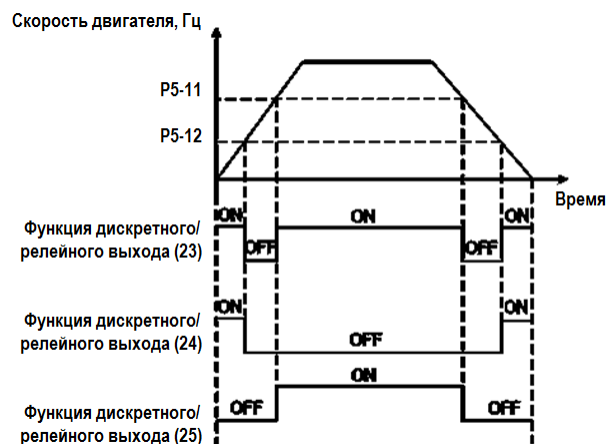 Скорость двигателя, Гц
P5-11
P5-12
Время
ON ON ON
Функция дискретного/
релейного выхода (23)
OFF OFF
ON ON
Функция дискретного/
релейного выхода (24)
OFF
ON
Функция дискретного/
релейного выхода (25)
OFF OFF